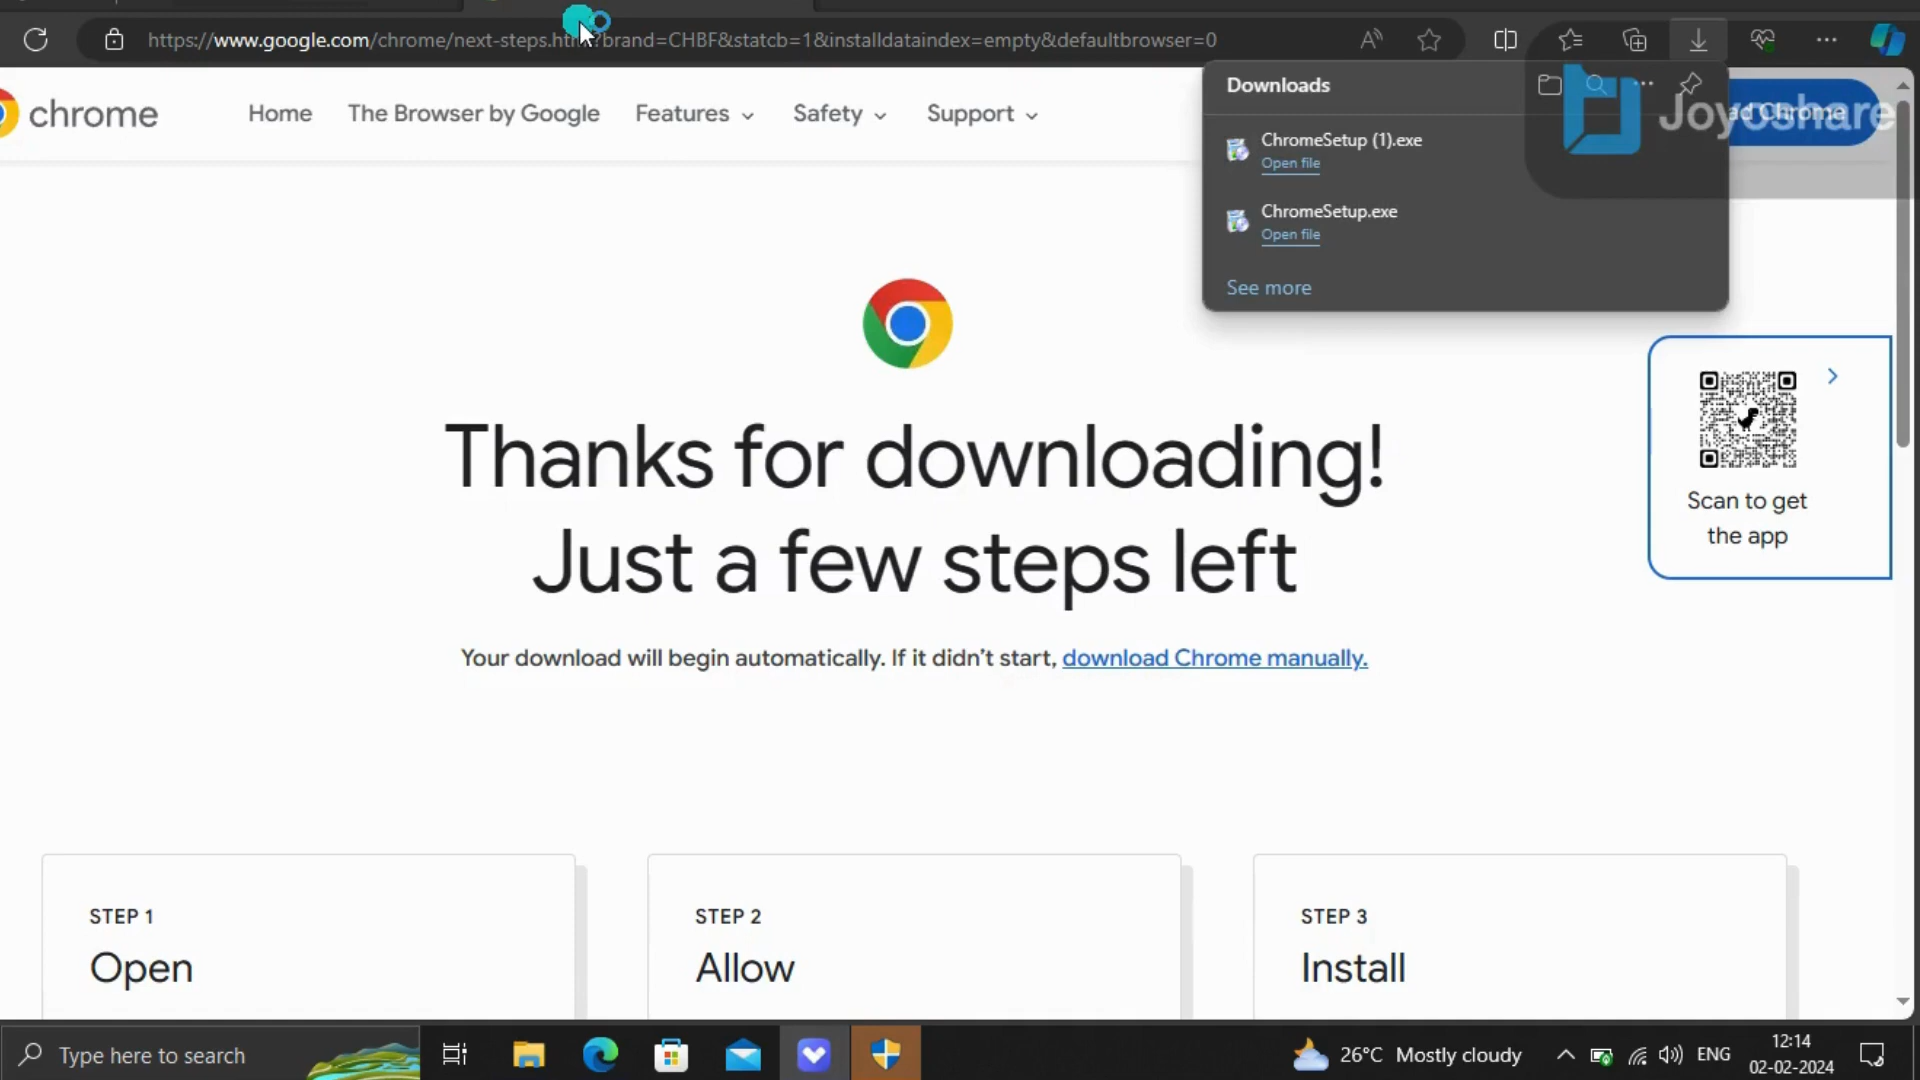 https://www.google.com/chrome/next-steps.html?brand=CHBF&statcb=1&installdataindex=empty&defaultbrowser=0
chrome
Home
The Browser by Google
Features
Safety
Support
Downloads
ChromeSetup (1).exe
Open file
ChromeSetup.exe
Open file
See more
ad Chrome
Joyoshare
Thanks for downloading!
Just a few steps left
Your download will begin automatically. If it didn’t start, download Chrome manually.
Scan to get
the app
STEP 1
Open
STEP 2
Allow
STEP 3
Install
Type here to search
26°C Mostly cloudy
ENG
12:14
02-02-2024